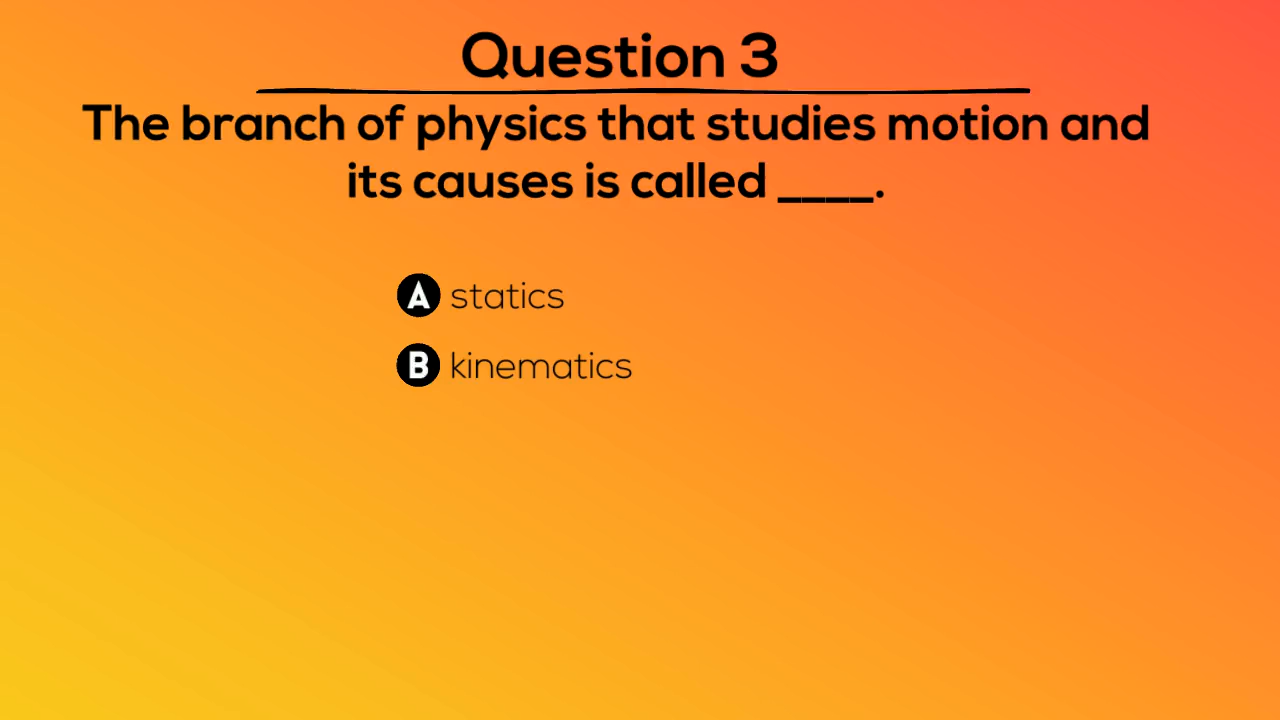 Question 3
The branch of physics that studies motion and
its causes is called ____.
A statics
B kinematics